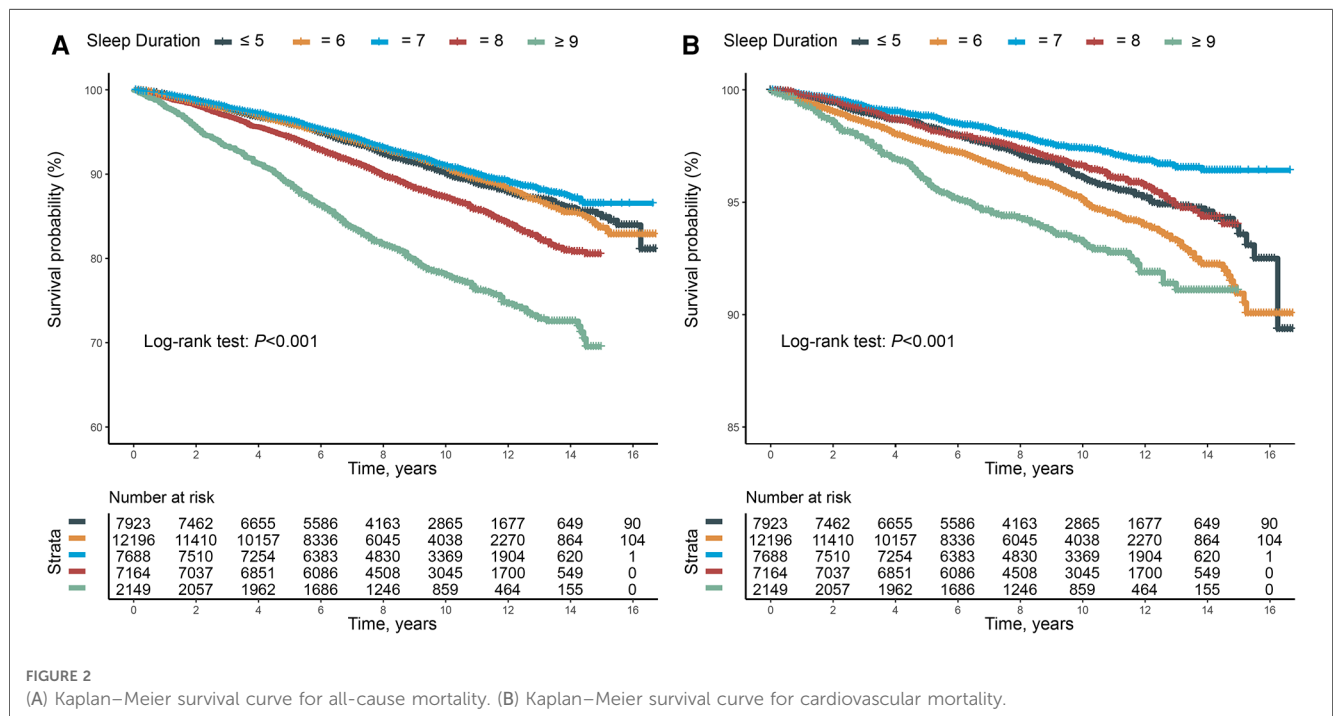 A Sleep Duration ≤ 5 = 6 = 7 = 8 ≥ 9
Survival probability (%)
100
90
80
70
60
Log-rank test: P<0.001
0 2 4 6 8 10 12 14 16
Time, years
Number at risk
Strata
7923 7462 6655 5586 4163 2865 1677 649 90
12196 11410 10157 8336 6045 4038 2270 864 104
7688 7510 7254 6383 4830 3369 1904 620 1
7164 7037 6851 6086 4508 3045 1700 549 0
2149 2057 1962 1686 1246 859 464 155 0
0 2 4 6 8 10 12 14 16
Time, years
B Sleep Duration ≤ 5 = 6 = 7 = 8 ≥ 9
Survival probability (%)
100
95
90
85
Log-rank test: P<0.001
0 2 4 6 8 10 12 14 16
Time, years
Number at risk
Strata
7923 7462 6655 5586 4163 2865 1677 649 90
12196 11410 10157 8336 6045 4038 2270 864 104
7688 7510 7254 6383 4830 3369 1904 620 1
7164 7037 6851 6086 4508 3045 1700 549 0
2149 2057 1962 1686 1246 859 464 155 0
0 2 4 6 8 10 12 14 16
Time, years
FIGURE 2
(A) Kaplan–Meier survival curve for all-cause mortality. (B) Kaplan–Meier survival curve for cardiovascular mortality.